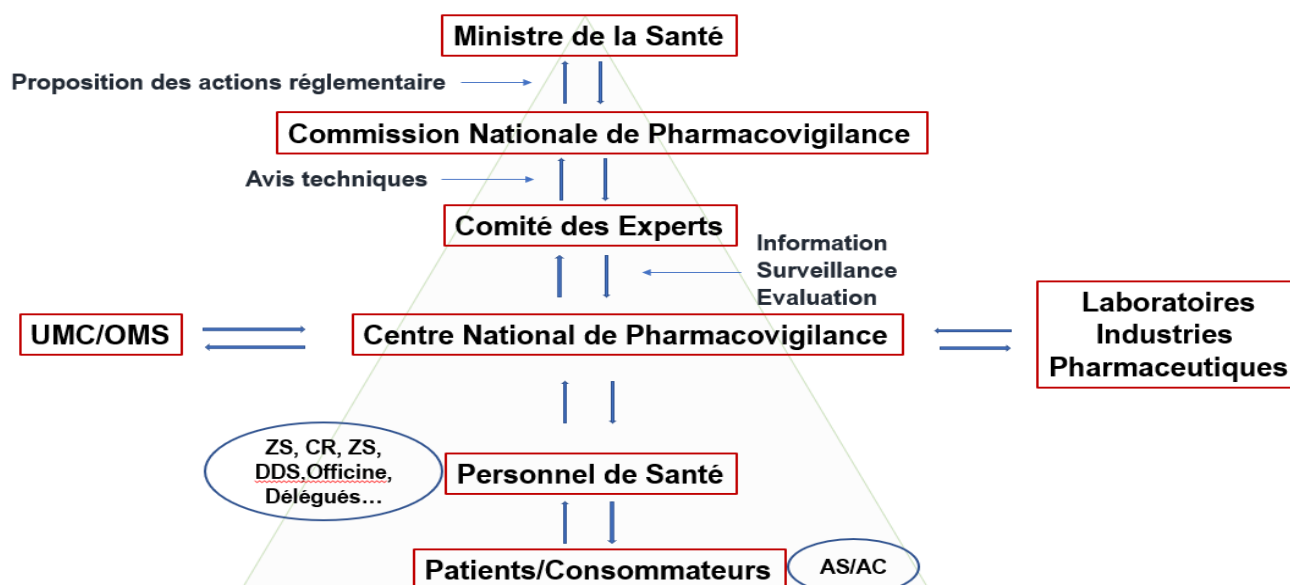 Ministre de la Santé
Proposition des actions réglementaire
Commission Nationale de Pharmacovigilance
Avis techniques
Comité des Experts
Information
Surveillance
Evaluation
UMC/OMS
Centre National de Pharmacovigilance
Laboratoires
Industries
Pharmaceutiques
ZS, CR, ZS,
DDS,Officine,
Délégués…
Personnel de Santé
Patients/Consommateurs
AS/AC